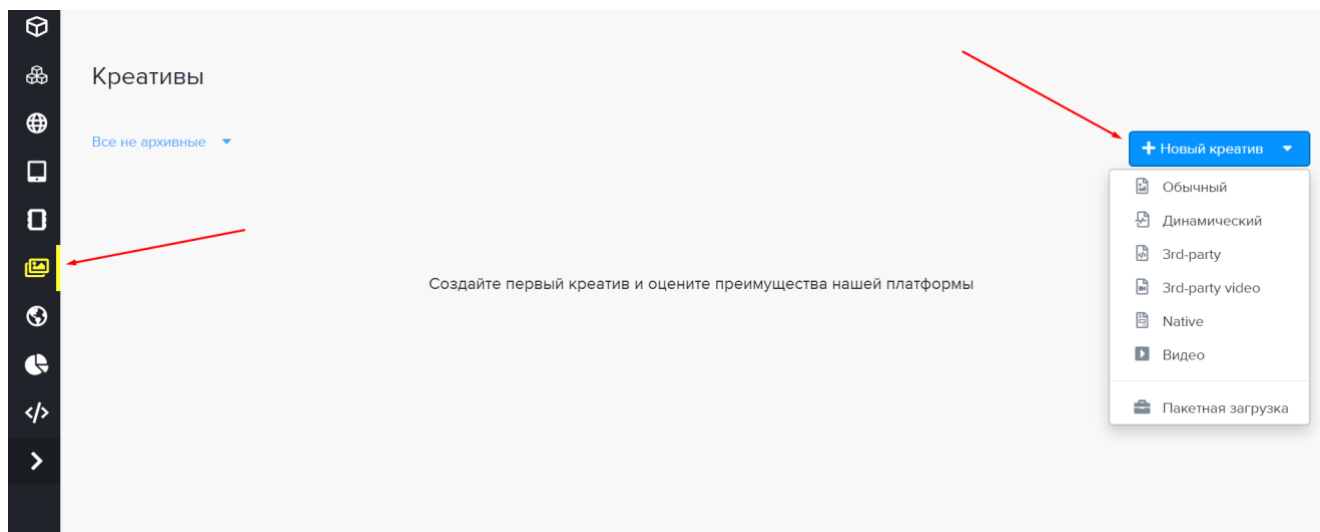 Креативы
Все не архивные
Новый креатив
Обычный
Динамический
3rd-party
3rd-party video
Native
Видео
Пакетная загрузка
Создайте первый креатив и оцените преимущества нашей платформы